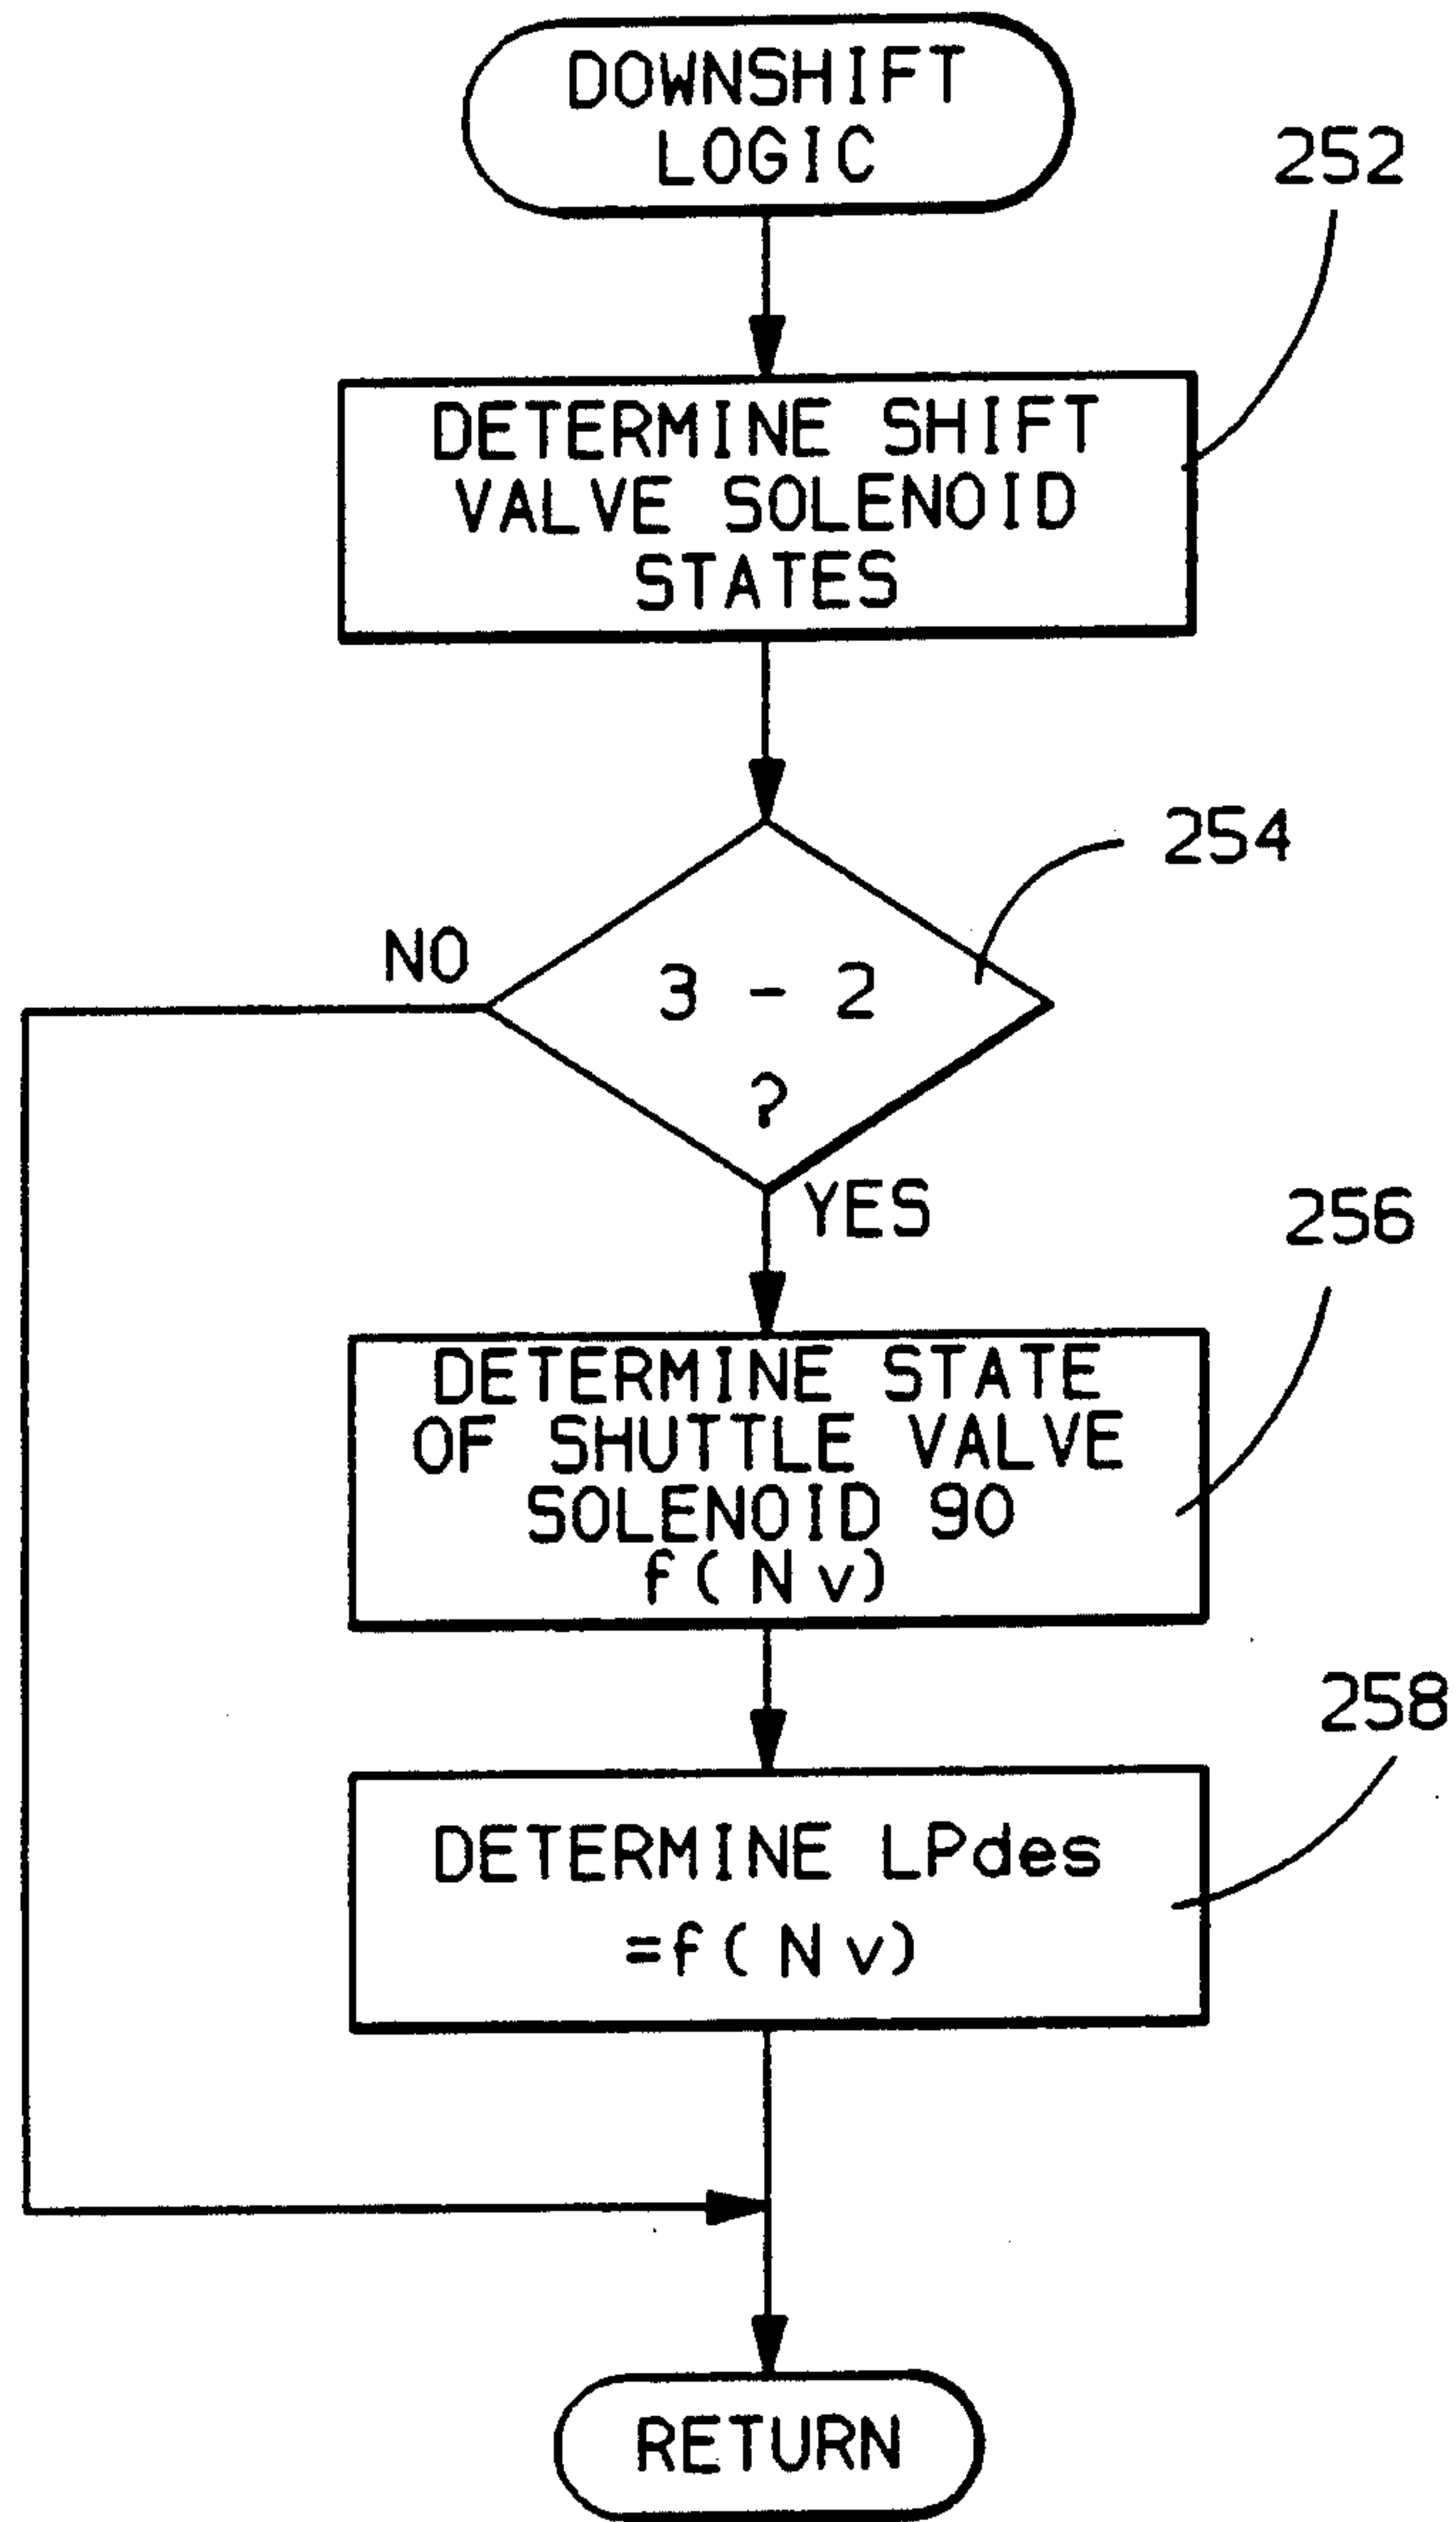 DOWNSHIFT
LOGIC
252
DETERMINE SHIFT
VALVE SOLENOID
STATES
254
NO
3 - 2
?
YES
256
DETERMINE STATE
OF SHUTTLE VALVE
SOLENOID 90
f(Nv)
258
DETERMINE LPdes
=f(Nv)
RETURN